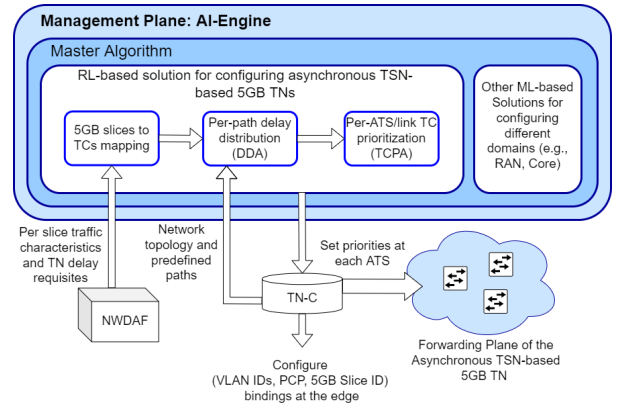 Management Plane: AI-Engine
Master Algorithm
RL-based solution for configuring asynchronous TSN-
based 5GB TNs
5GB slices to
TCs mapping
Per-path delay
distribution
(DDA)
Per-ATS/link TC
prioritization
(TCPA)
Other ML-based
Solutions for
configuring
different
domains (e.g.,
RAN, Core)
Per slice traffic
characteristics
and TN delay
requisites
Network
topology and
predefined
paths
Set priorities at
each ATS
NWDAF
TN-C
Configure
(VLAN IDs, PCP, 5GB Slice ID)
bindings at the edge
Forwarding Plane of the
Asynchronous TSN-based
5GB TN